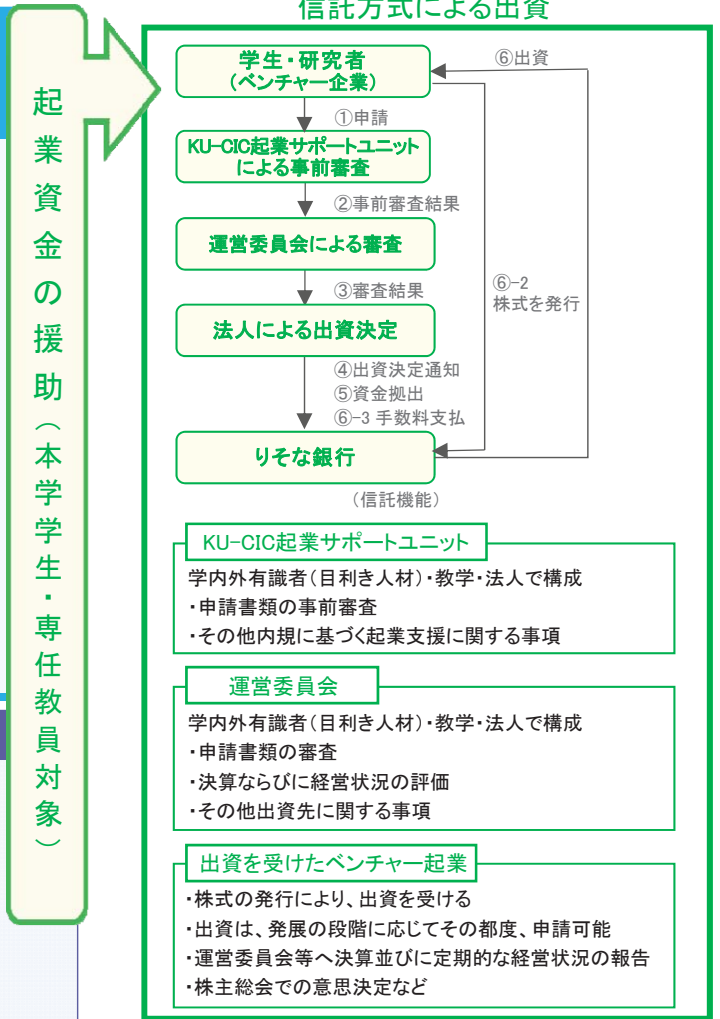 信託方式による出資
起業資金の援助(本学学生・専任教員対象)
学生・研究者
(ベンチャー企業)
⑥出資
①申請
KU-CIC起業サポートユニット
による事前審査
②事前審査結果
運営委員会による審査
③審査結果
⑥-2
株式を発行
法人による出資決定
④出資決定通知
⑤資金拠出
⑥-3 手数料支払
りそな銀行
(信託機能)
KU-CIC起業サポートユニット
学内外有識者(目利き人材)・教学・法人で構成
・申請書類の事前審査
・その他内規に基づく起業支援に関する事項
運営委員会
学内外有識者(目利き人材)・教学・法人で構成
・申請書類の審査
・決算ならびに経営状況の評価
・その他出資先に関する事項
出資を受けたベンチャー起業
・株式の発行により、出資を受ける
・出資は、発展の段階に応じてその都度、申請可能
・運営委員会等へ決算並びに定期的な経営状況の報告
・株主総会での意思決定など